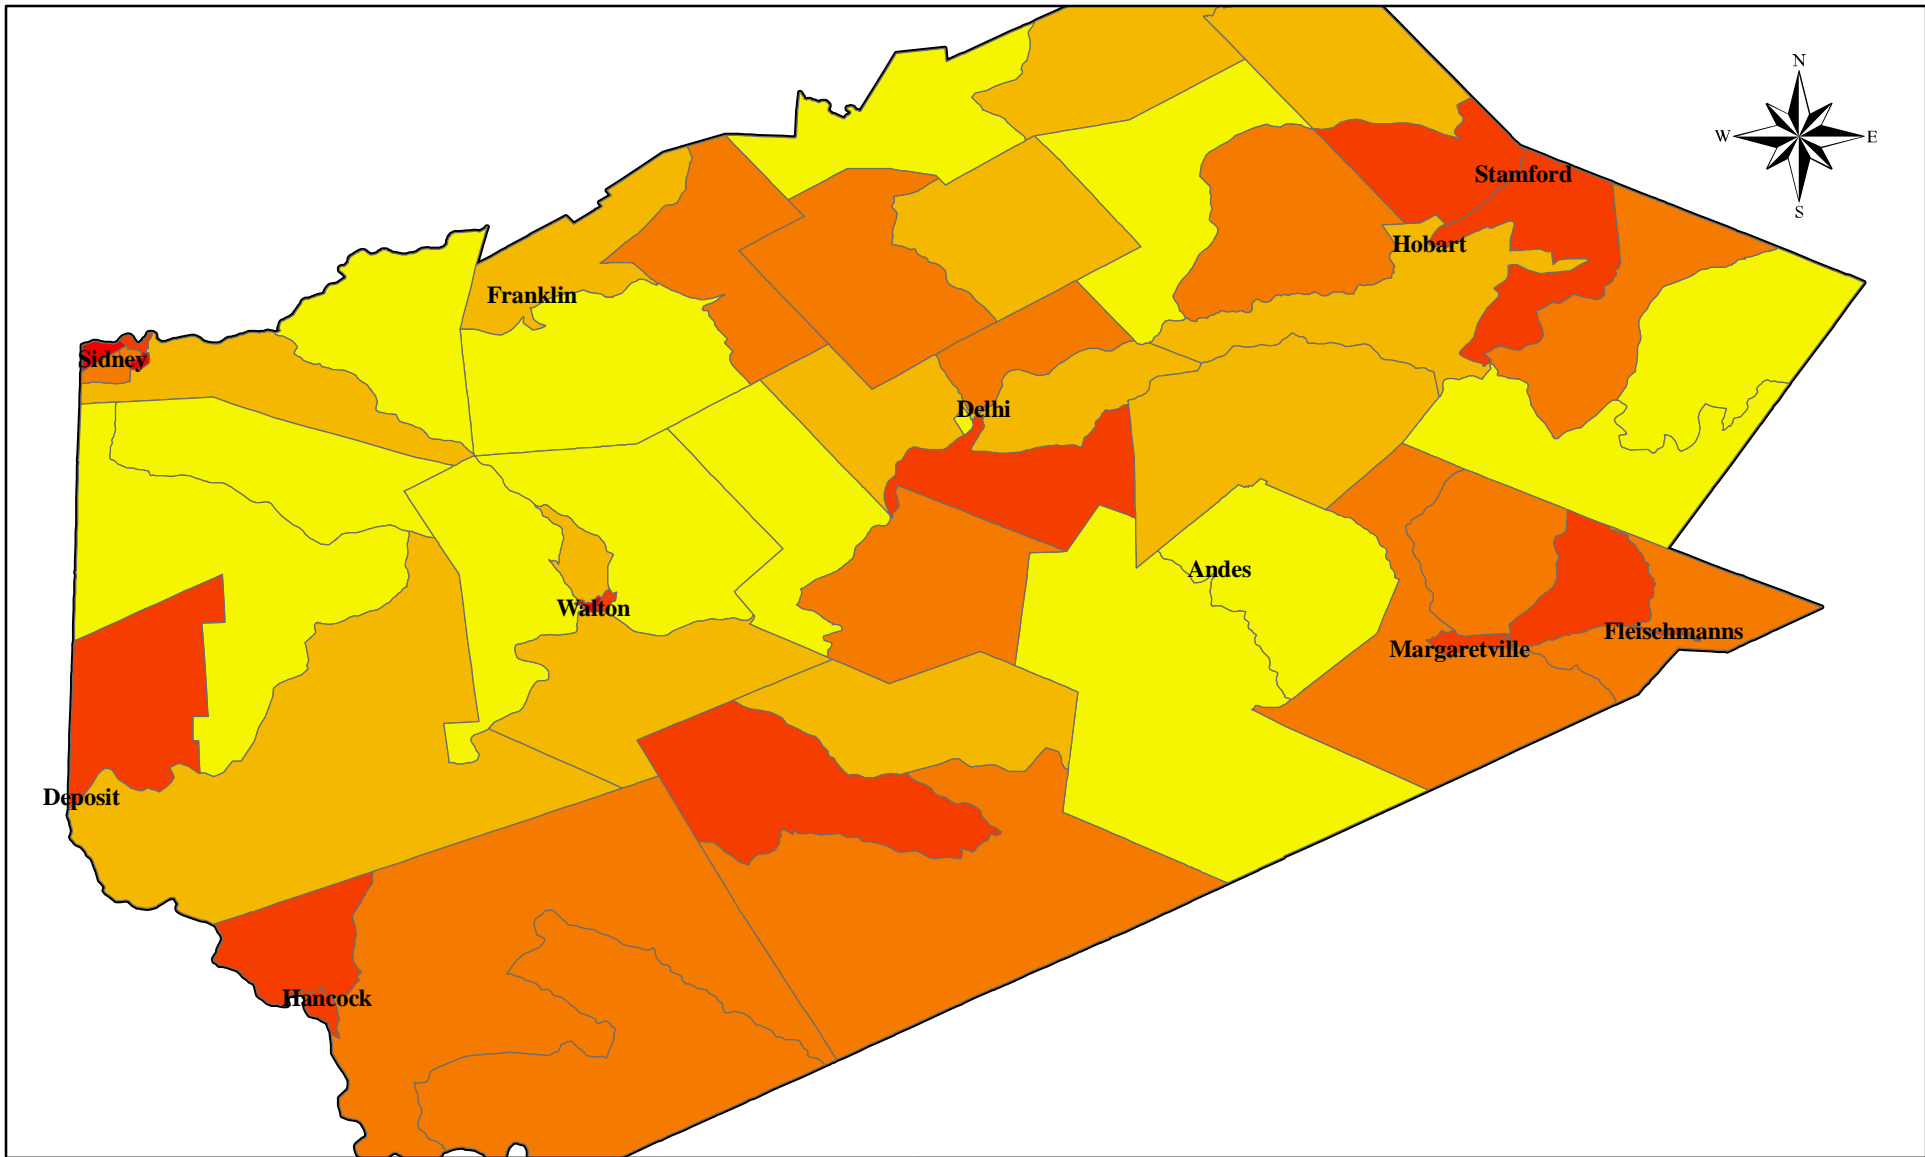 N
W
E
S
Stamford
Hobart
Franklin
Sidney
Delhi
Andes
Walton
Fleischmanns
Margaretville
Deposit
Hancock